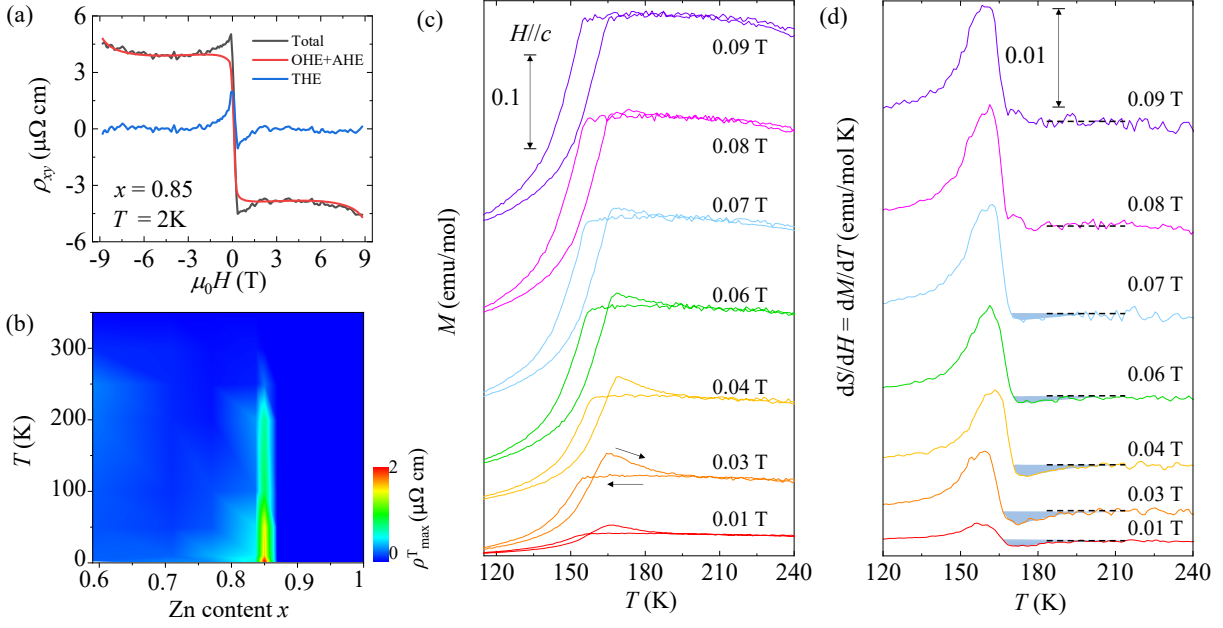 (a)
6
3
0
-3
-6
ρxy (μΩ cm)
Total
OHE+AHE
THE
x = 0.85
T = 2K
-9 -6 -3 0 3 6 9
μ0H (T)
(b)
300
200
100
0
T (K)
0.6 0.7 0.8 0.9 1
Zn content x
2
0
ρTmax (μΩ cm)
(c)
H//c
0.1
M (emu/mol)
0.09 T
0.08 T
0.07 T
0.06 T
0.04 T
0.03 T
0.01 T
120 150 180 210 240
T (K)
(d)
0.01
dS/dH = dM/dT (emu/mol K)
0.09 T
0.08 T
0.07 T
0.06 T
0.04 T
0.03 T
0.01 T
120 150 180 210 240
T (K)